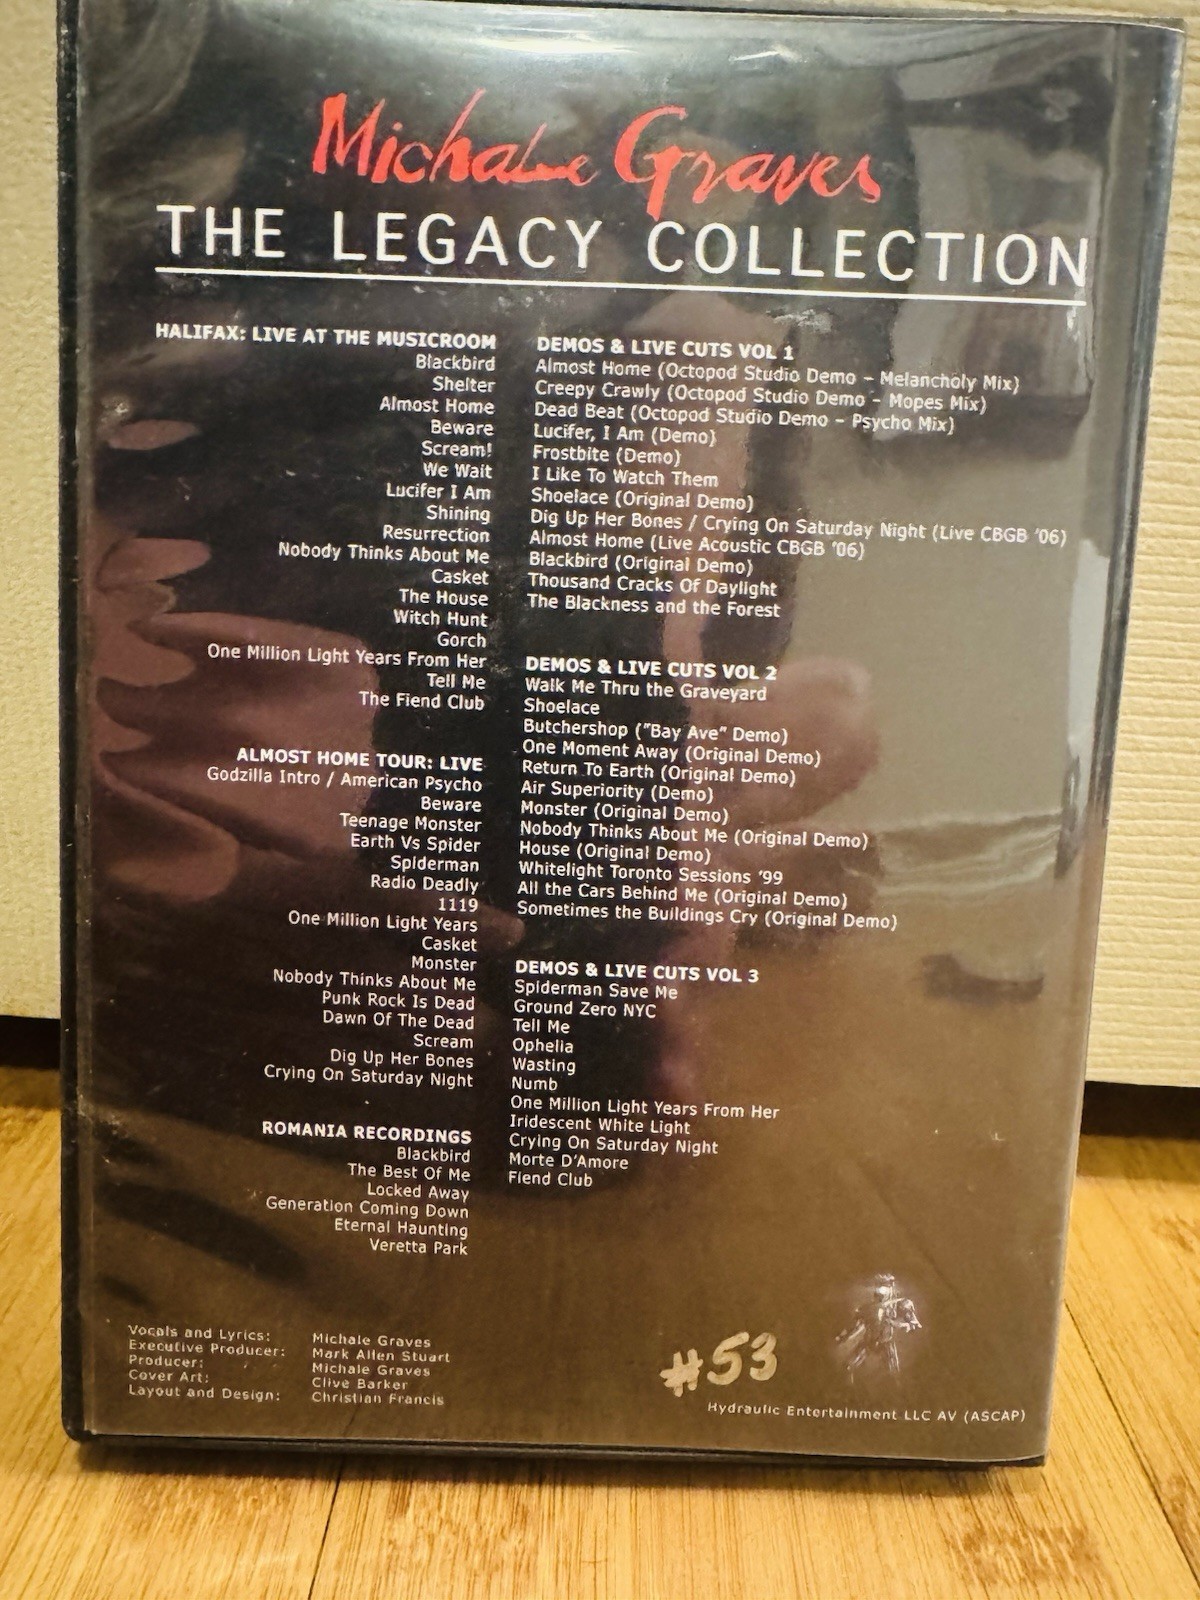 Michale Graves
THE LEGACY COLLECTION
HALIFAX: LIVE AT THE MUSICROOM
Blackbird
Shelter
Almost Home
Beware
Scream!
We Wait
Lucifer I Am
Shining
Resurrection
Nobody Thinks About Me
Casket
The House
Witch Hunt
Gorch
One Million Light Years From Her
Tell Me
The Fiend Club
ALMOST HOME TOUR: LIVE
Godzilla Intro / American Psycho
Beware
Teenage Monster
Earth Vs Spider
Spiderman
Radio Deadly
1119
One Million Light Years
Casket
Monster
Nobody Thinks About Me
Punk Rock Is Dead
Dawn Of The Dead
Scream
Dig Up Her Bones
Crying On Saturday Night
ROMANIA RECORDINGS
Blackbird
The Best Of Me
Locked Away
Generation Coming Down
Eternal Haunting
Veretta Park
DEMOS & LIVE CUTS VOL 1
Almost Home (Octopod Studio Demo - Melancholy Mix)
Creepy Crawly (Octopod Studio Demo - Mopes Mix)
Dead Beat (Octopod Studio Demo - Psycho Mix)
Lucifer, I Am (Demo)
Frostbite (Demo)
I Like To Watch Them
Shoelace (Original Demo)
Dig Up Her Bones / Crying On Saturday Night (Live CBGB '06)
Almost Home (Live Acoustic CBGB '06)
Blackbird (Original Demo)
Thousand Cracks Of Daylight
The Blackness and the Forest
DEMOS & LIVE CUTS VOL 2
Walk Me Thru the Graveyard
Shoelace
Butchershop ("Bay Ave" Demo)
One Moment Away (Original Demo)
Return To Earth (Original Demo)
Air Superiority (Demo)
Monster (Original Demo)
Nobody Thinks About Me (Original Demo)
House (Original Demo)
Whitelight Toronto Sessions '99
All the Cars Behind Me (Original Demo)
Sometimes the Buildings Cry (Original Demo)
DEMOS & LIVE CUTS VOL 3
Spiderman Save Me
Ground Zero NYC
Tell Me
Ophelia
Wasting
Numb
One Million Light Years From Her
Iridescent White Light
Crying On Saturday Night
Morte D'Amore
Fiend Club
Vocals and Lyrics: Michale Graves
Executive Producer: Mark Allen Stuart
Producer: Michale Graves
Cover Art: Clive Barker
Layout and Design: Christian Francis
#53
Hydraulic Entertainment LLC AV (ASCAP)